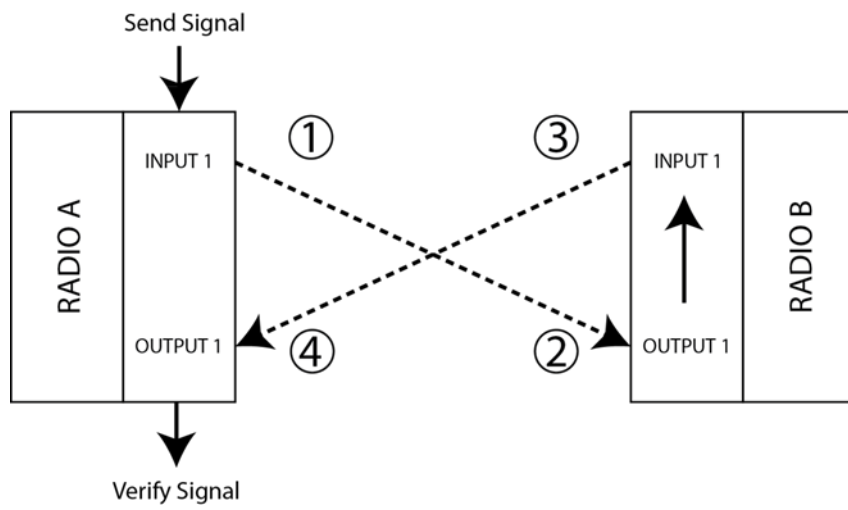 Send Signal
RADIO A
INPUT 1
①
③
INPUT 1
RADIO B
OUTPUT 1
④
②
OUTPUT 1
Verify Signal